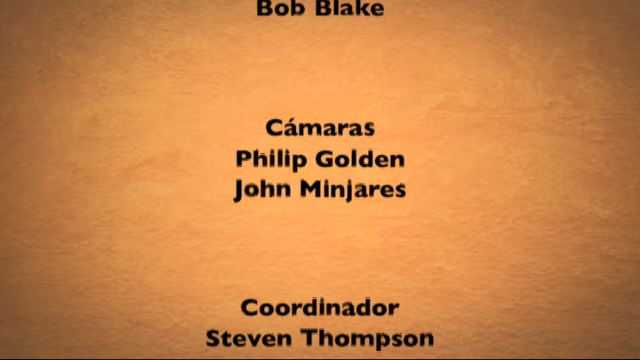 Bob Blake
Cámaras
Philip Golden
John Minjares
Coordinador
Steven Thompson